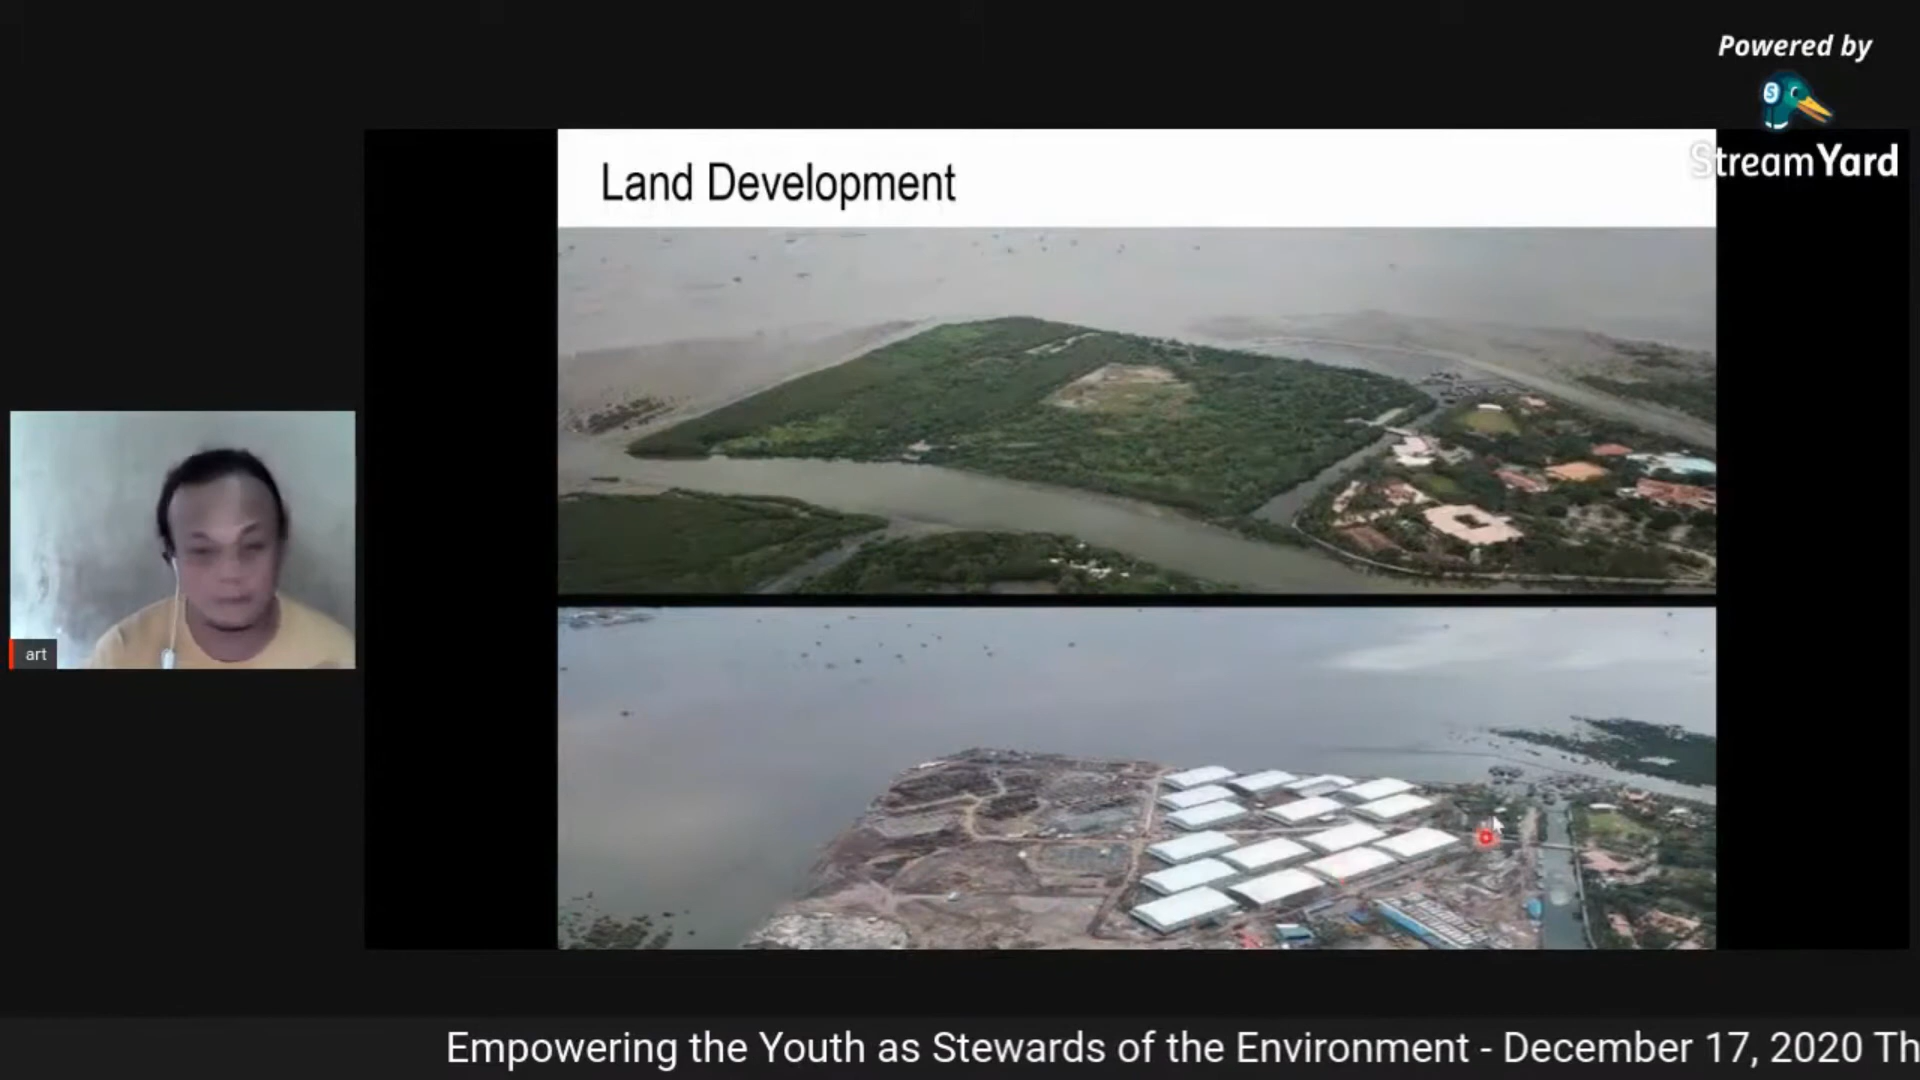 Powered by
StreamYard
Land Development
art
Empowering the Youth as Stewards of the Environment - December 17, 2020 Th